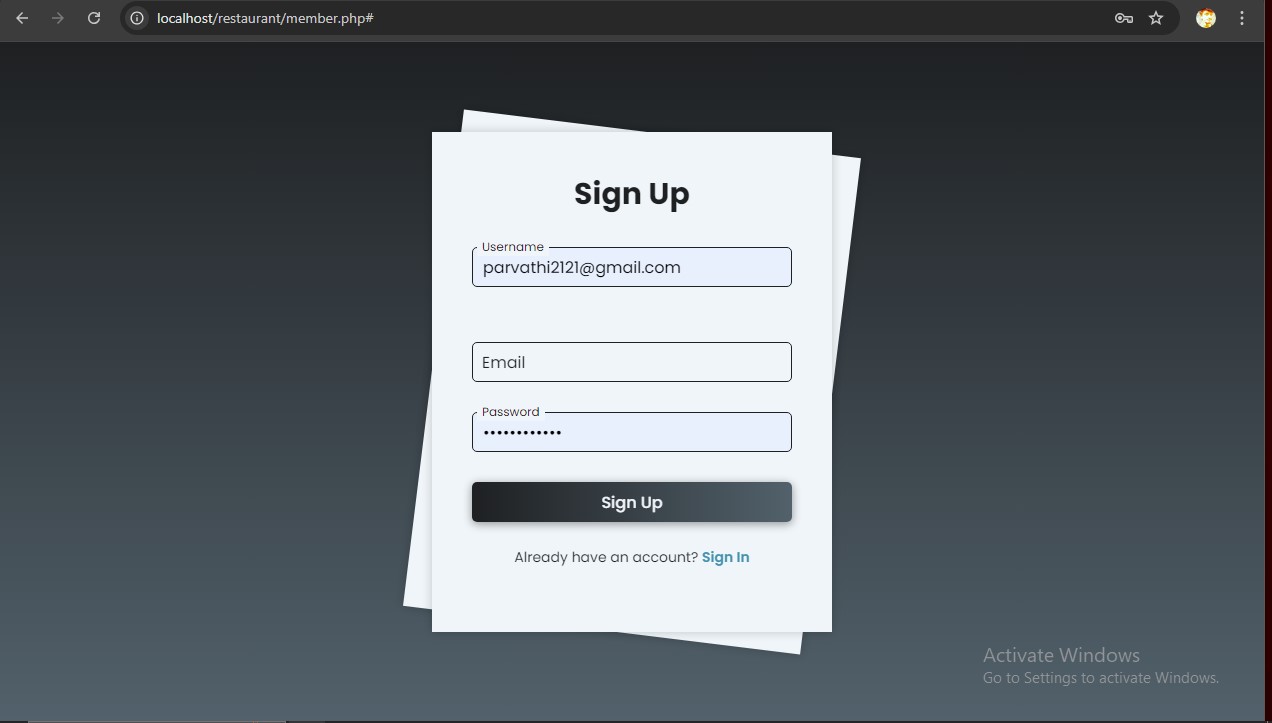 localhost/restaurant/member.php#
Sign Up
Username
parvathi2121@gmail.com
Email
Password
••••••••••••
Sign Up
Already have an account? Sign In
Activate Windows
Go to Settings to activate Windows.